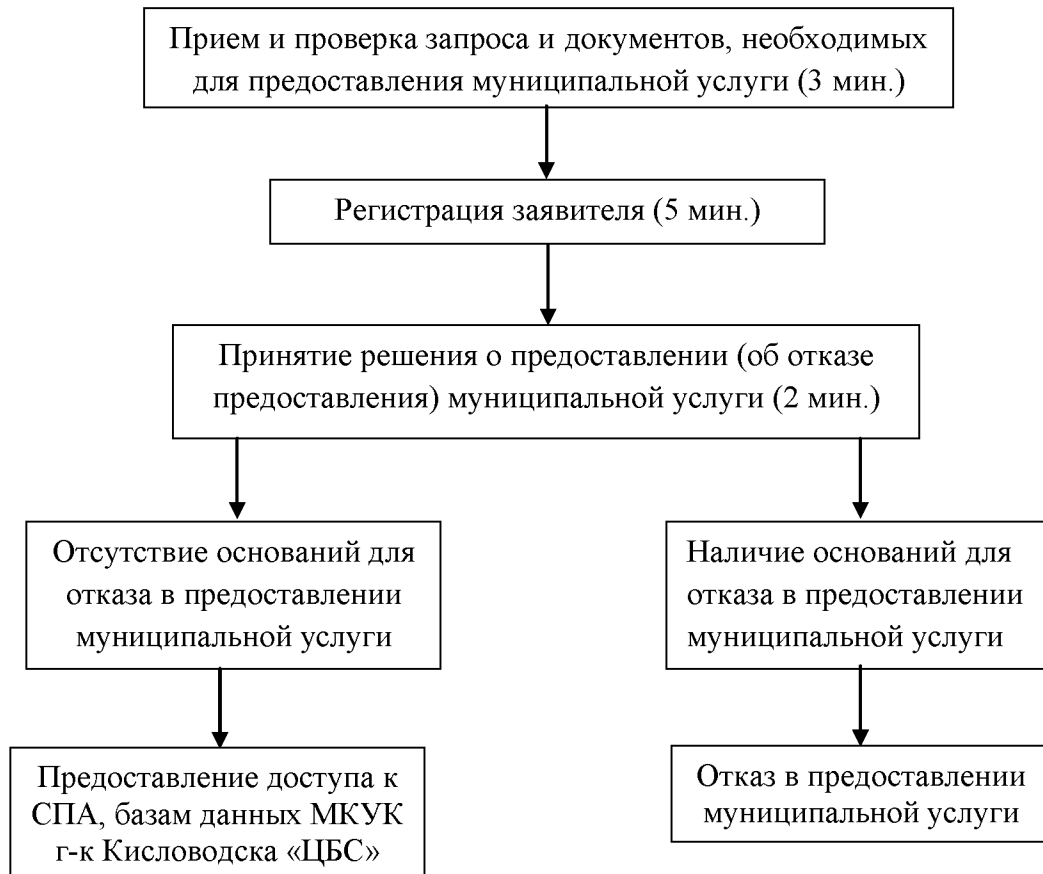 Прием и проверка запроса и документов, необходимых
для предоставления муниципальной услуги (3 мин.)
Регистрация заявителя (5 мин.)
Принятие решения о предоставлении (об отказе
предоставления) муниципальной услуги (2 мин.)
Отсутствие оснований для
отказа в предоставлении
муниципальной услуги
Наличие оснований для
отказа в предоставлении
муниципальной услуги
Предоставление доступа к
СПА, базам данных МКУК
г-к Кисловодска «ЦБС»
Отказ в предоставлении
муниципальной услуги